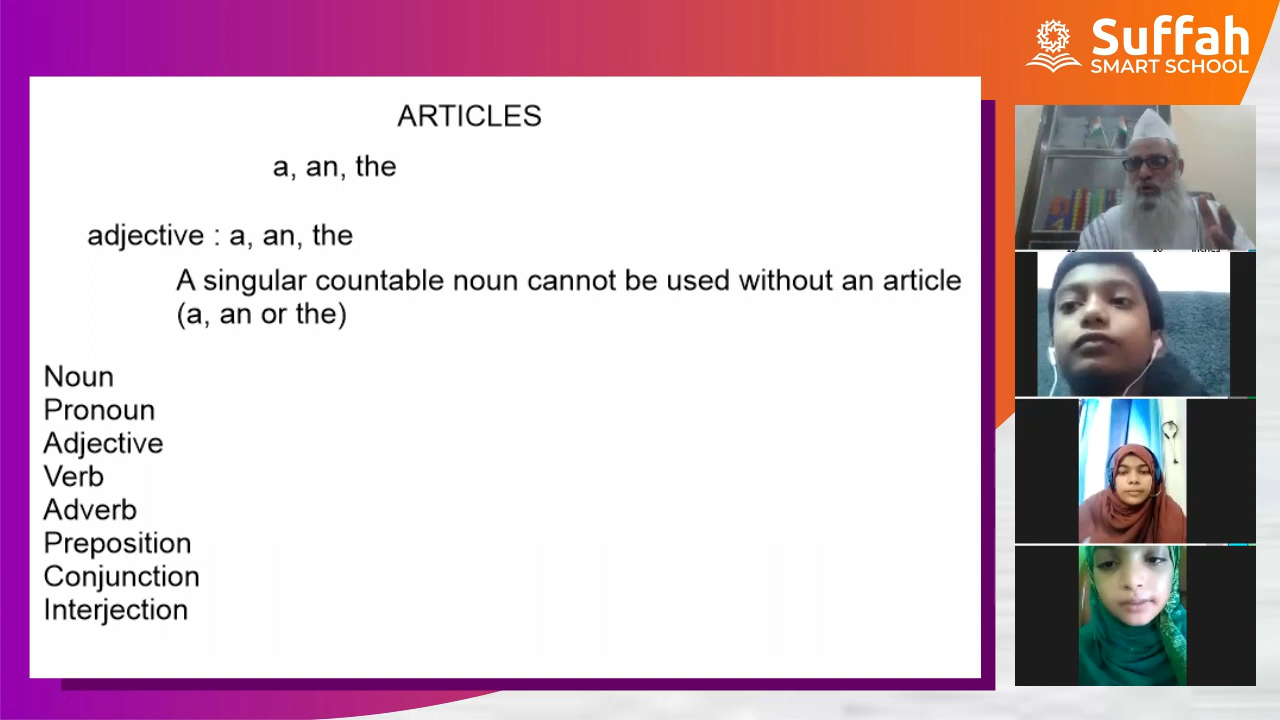 Suffah
SMART SCHOOL
ARTICLES
a, an, the
adjective : a, an, the
A singular countable noun cannot be used without an article
(a, an or the)
Noun
Pronoun
Adjective
Verb
Adverb
Preposition
Conjunction
Interjection